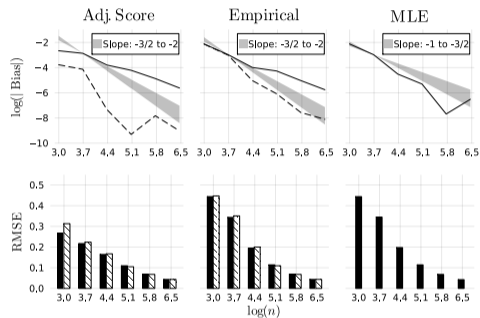 Adj. Score Empirical MLE
Slope: -3/2 to -2 Slope: -3/2 to -2 Slope: -1 to -3/2
log(| Bias|)
−2
−4
−6
−8
−10
3,0 3,7 4,4 5,1 5,8 6,5 3,0 3,7 4,4 5,1 5,8 6,5 3,0 3,7 4,4 5,1 5,8 6,5
RMSE
0,5
0,4
0,3
0,2
0,1
0,0
3,0 3,7 4,4 5,1 5,8 6,5 3,0 3,7 4,4 5,1 5,8 6,5 3,0 3,7 4,4 5,1 5,8 6,5
log(n)